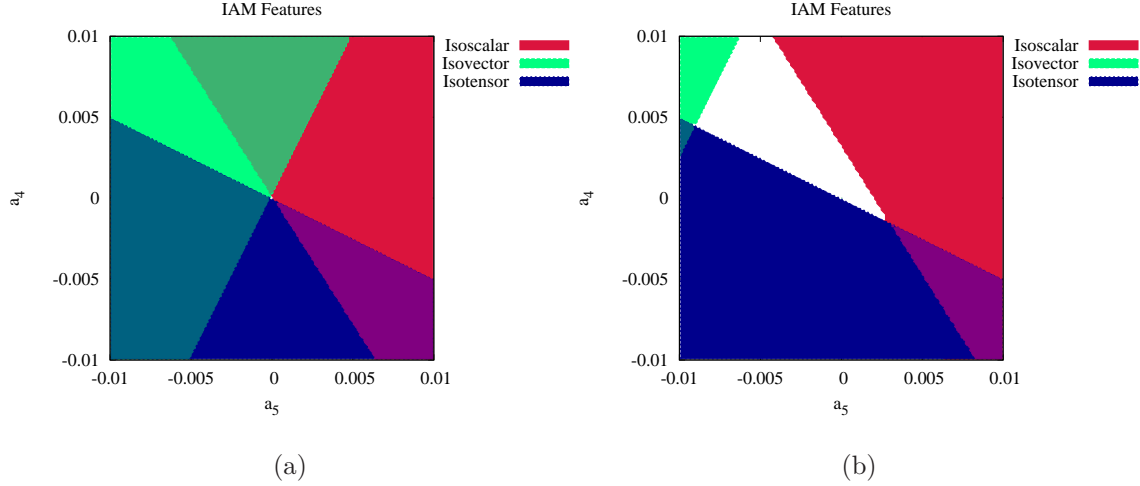 IAM Features
Isoscalar
Isovector
Isotensor
0.01
0.005
0
-0.005
-0.01
a4
-0.01
-0.005
0
0.005
0.01
a5
(a)
IAM Features
Isoscalar
Isovector
Isotensor
0.01
0.005
0
-0.005
-0.01
a4
-0.01
-0.005
0
0.005
0.01
a5
(b)